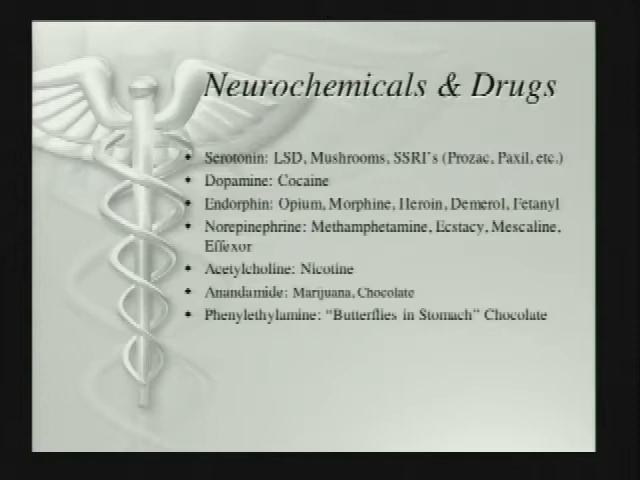 Neurochemicals & Drugs
• Serotonin: LSD, Mushrooms, SSRI's (Prozac, Paxil, etc.)
• Dopamine: Cocaine
• Endorphin: Opium, Morphine, Heroin, Demerol, Fetanyl
• Norepinephrine: Methamphetamine, Ecstacy, Mescaline,
Effexor
• Acetylcholine: Nicotine
• Anandamide: Marijuana, Chocolate
• Phenylethylamine: “Butterflies in Stomach” Chocolate